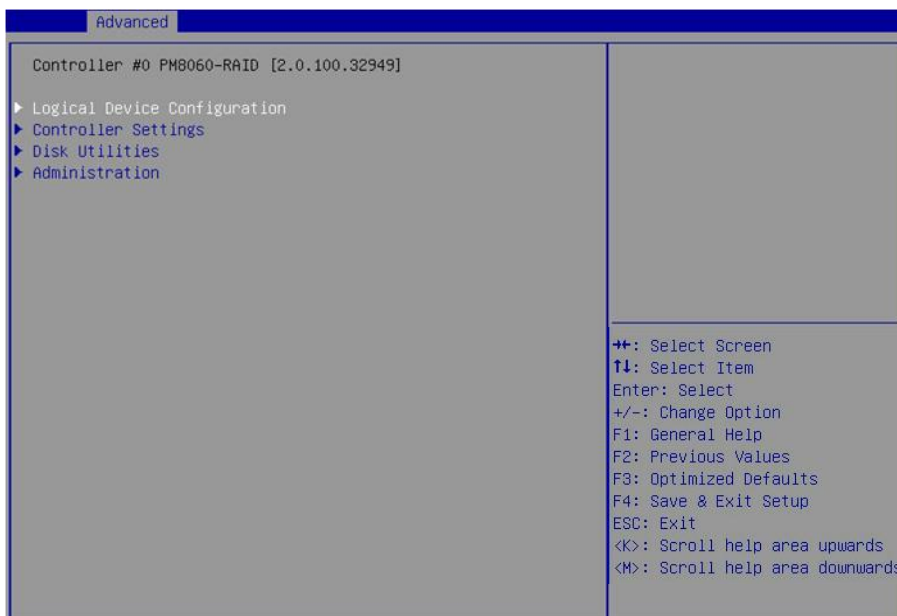 Advanced
Controller #0 PM8060-RAID [2.0.100.32949]
Logical Device Configuration
Controller Settings
Disk Utilities
Administration
→←: Select Screen
↑↓: Select Item
Enter: Select
+/-: Change Option
F1: General Help
F2: Previous Values
F3: Optimized Defaults
F4: Save & Exit Setup
ESC: Exit
<K>: Scroll help area upwards
<M>: Scroll help area downwards